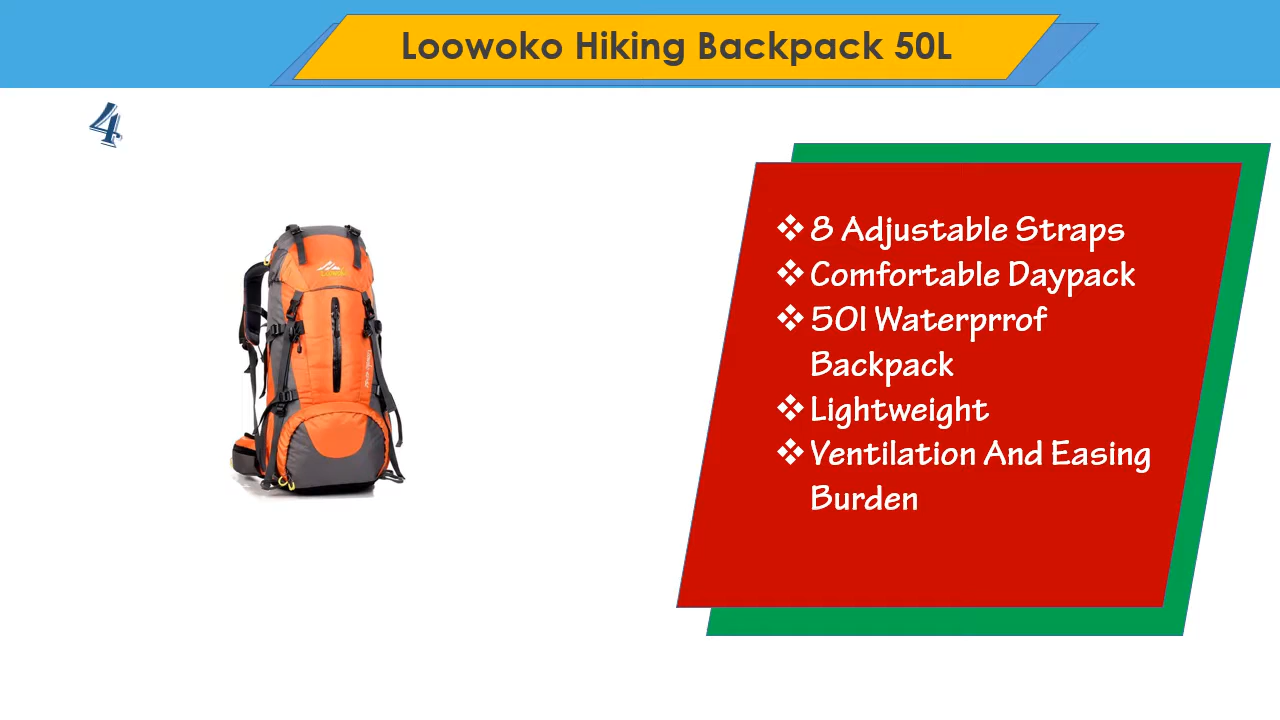 Loowoko Hiking Backpack 50L
4
❖ 8 Adjustable Straps
❖ Comfortable Daypack
❖ 50l Waterprrof
Backpack
❖ Lightweight
❖ Ventilation And Easing
Burden